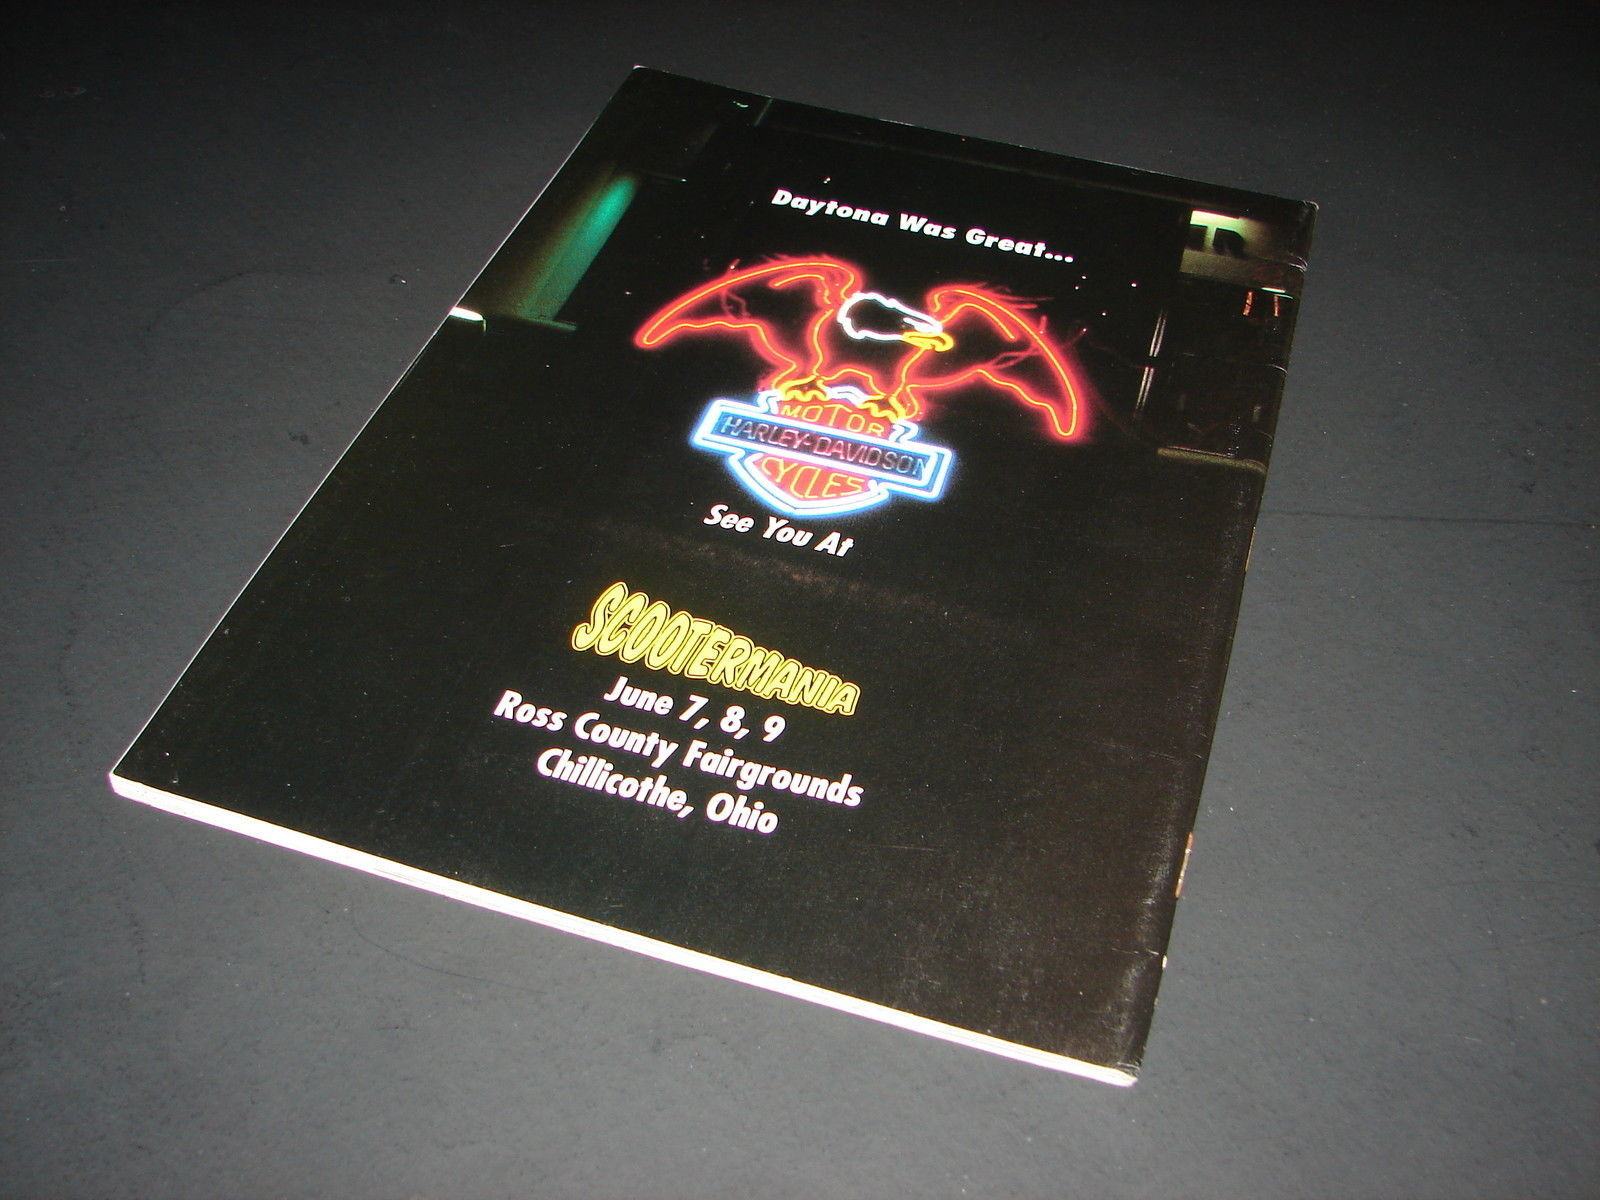 Daytona Was Great...
MOTOR
HARLEY-DAVIDSON
CYCLES
See You At
SCOOTERMANIA
June 7, 8, 9
Ross County Fairgrounds
Chillicothe, Ohio